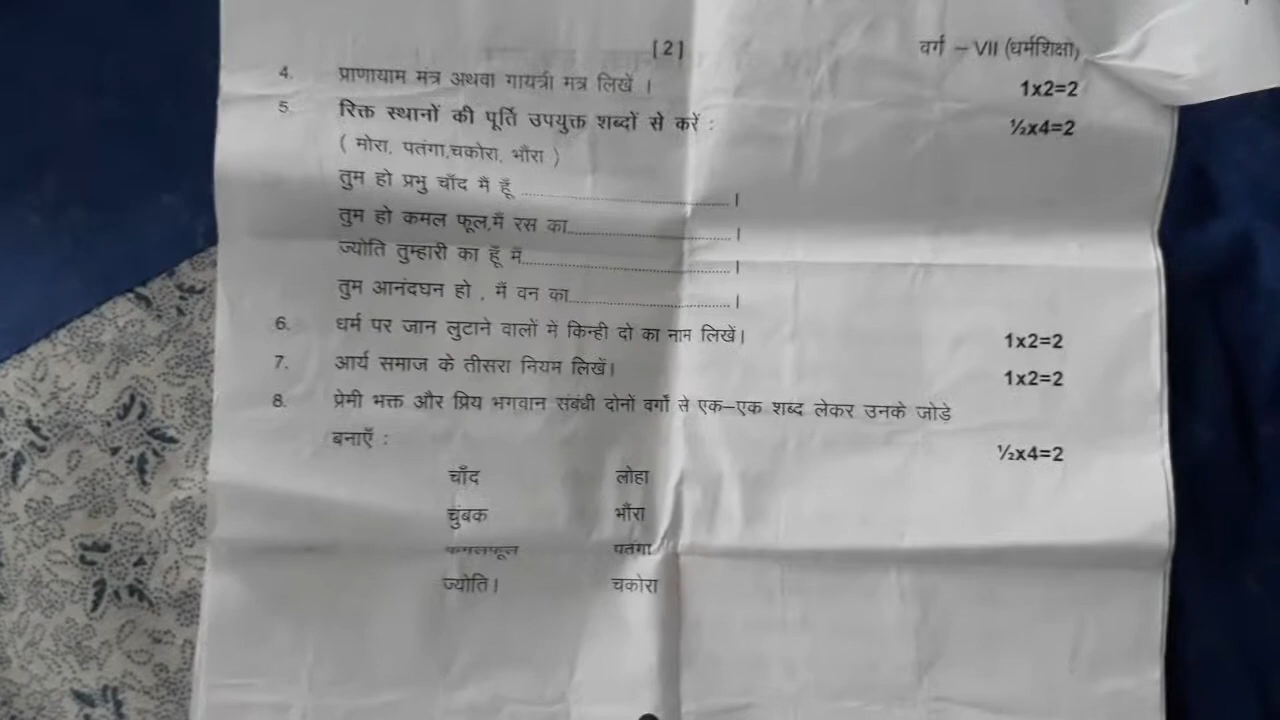 [2] वर्ग – VII (धर्मशिक्षा)
4. प्राणायाम मंत्र अथवा गायत्री मंत्र लिखें । 1x2=2
5. रिक्त स्थानों की पूर्ति उपयुक्त शब्दों से करें : ½x4=2
( मोरा, पतंगा,चकोरा, भौंरा )
तुम हो प्रभु चाँद मैं हूँ ..............................।
तुम हो कमल फूल,मैं रस का..............................।
ज्योति तुम्हारी का हूँ मैं..............................।
तुम आनंदघन हो , मैं वन का..............................।
6. धर्म पर जान लुटाने वालों में किन्ही दो का नाम लिखें। 1x2=2
7. आर्य समाज के तीसरा नियम लिखें। 1x2=2
8. प्रेमी भक्त और प्रिय भगवान संबंधी दोनों वर्गों से एक–एक शब्द लेकर उनके जोड़े
बनाएँ : ½x4=2
चाँद लोहा
चुंबक भौंरा
कमलफूल पतंगा
ज्योति। चकोरा